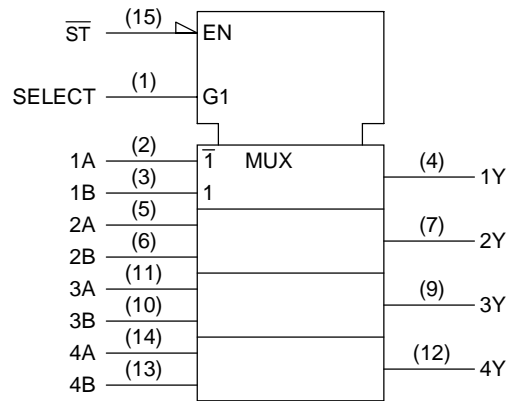 S̅T̅ (15) EN
SELECT (1) G1
1A (2) 1̅ MUX (4) 1Y
1B (3) 1
2A (5) (7) 2Y
2B (6)
3A (11) (9) 3Y
3B (10)
4A (14) (12) 4Y
4B (13)